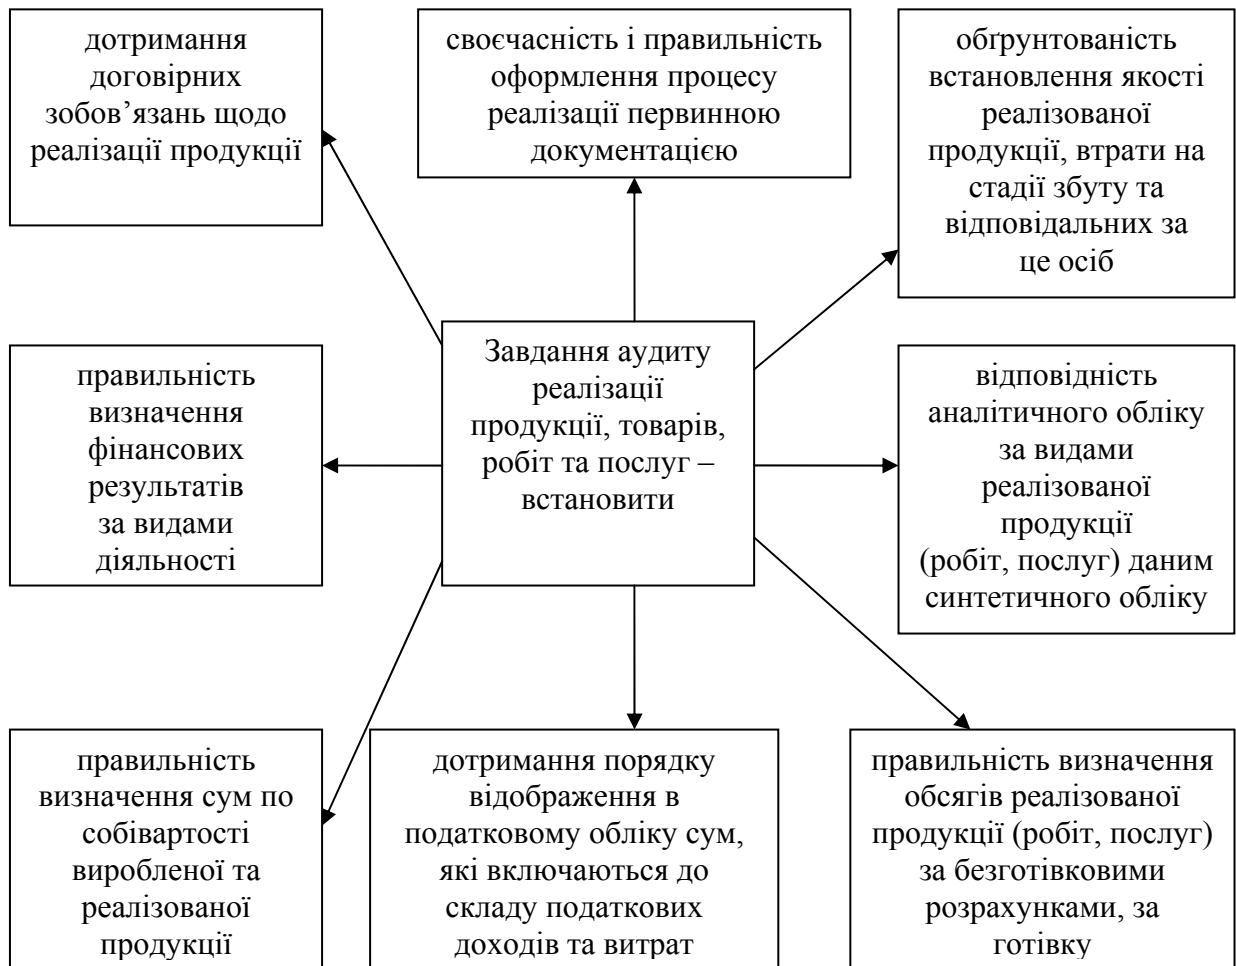 дотримання
договірних
зобов’язань щодо
реалізації продукції
своєчасність і правильність
оформлення процесу
реалізації первинною
документацією
обґрунтованість
встановлення якості
реалізованої
продукції, втрати на
стадії збуту та
відповідальних за
це осіб
правильність
визначення
фінансових
результатів
за видами
діяльності
Завдання аудиту
реалізації
продукції, товарів,
робіт та послуг –
встановити
відповідність
аналітичного обліку
за видами
реалізованої
продукції
(робіт, послуг) даним
синтетичного обліку
правильність
визначення сум по
собівартості
виробленої та
реалізованої
продукції
дотримання порядку
відображення в
податковому обліку сум,
які включаються до
складу податкових
доходів та витрат
правильність визначення
обсягів реалізованої
продукції (робіт, послуг)
за безготівковими
розрахунками, за
готівку